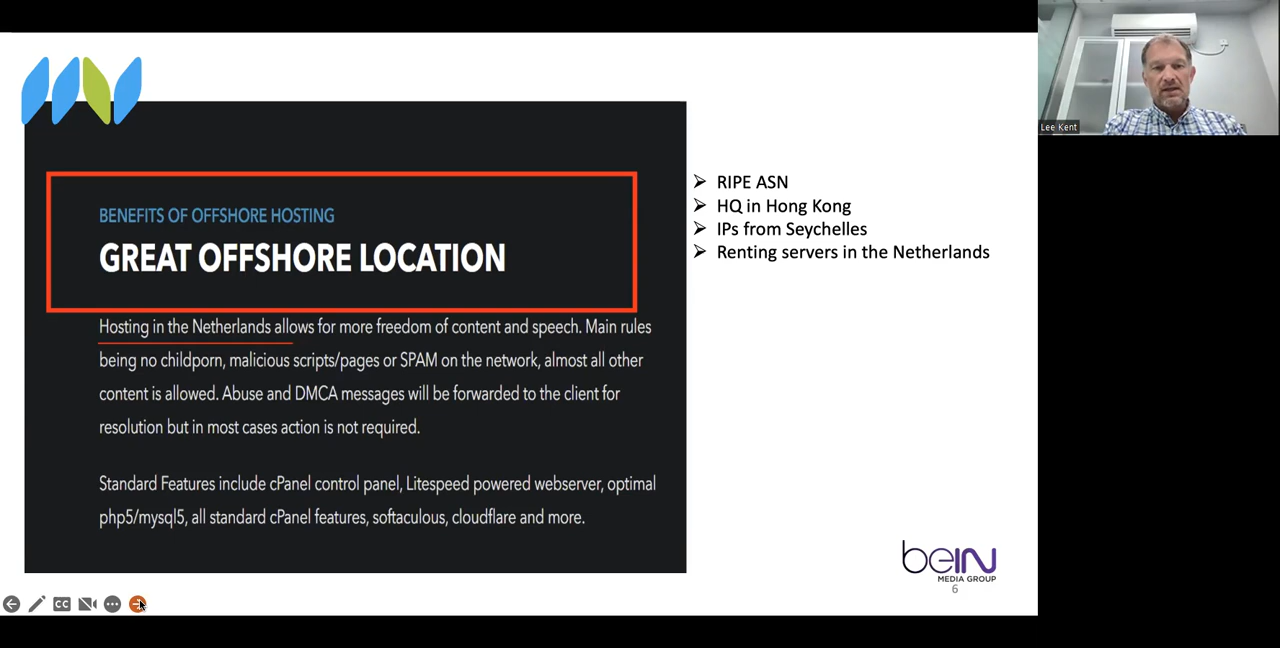 BENEFITS OF OFFSHORE HOSTING
GREAT OFFSHORE LOCATION
Hosting in the Netherlands allows for more freedom of content and speech. Main rules
being no childporn, malicious scripts/pages or SPAM on the network, almost all other
content is allowed. Abuse and DMCA messages will be forwarded to the client for
resolution but in most cases action is not required.
Standard Features include cPanel control panel, Litespeed powered webserver, optimal
php5/mysql5, all standard cPanel features, softaculous, cloudflare and more.
➢ RIPE ASN
➢ HQ in Hong Kong
➢ IPs from Seychelles
➢ Renting servers in the Netherlands
beIN
MEDIA GROUP
6
CC
Lee Kent